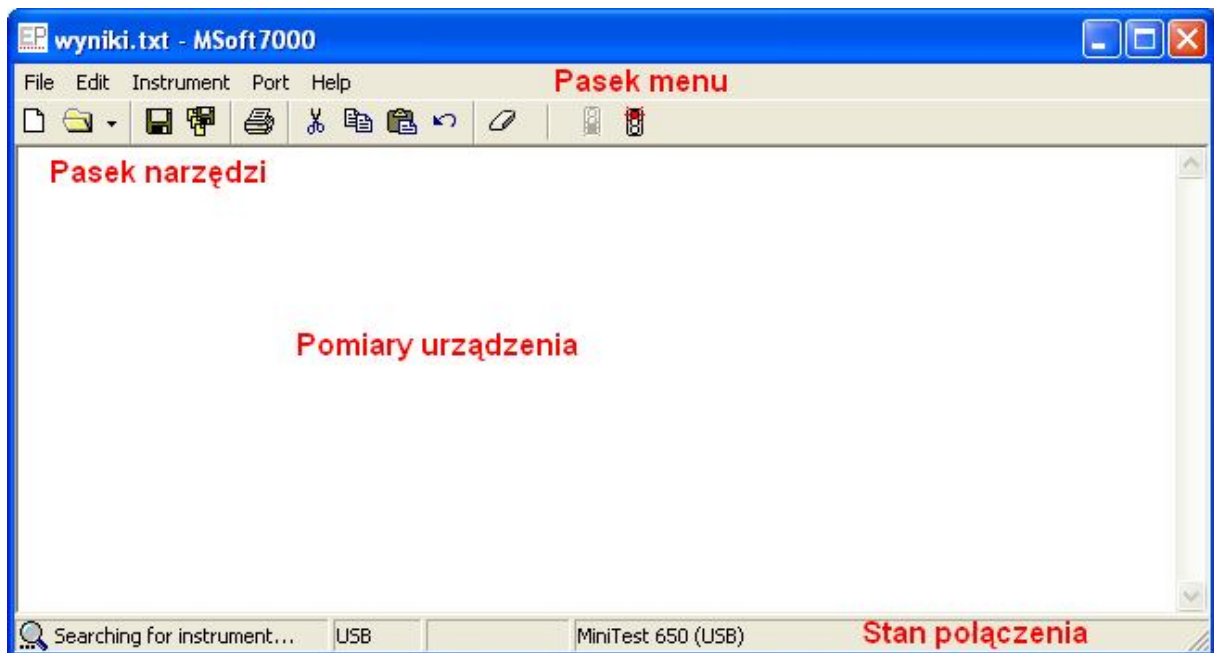 EP wyniki.txt - MSoft7000
File Edit Instrument Port Help Pasek menu
Pasek narzędzi
Pomiary urządzenia
Searching for instrument... USB MiniTest 650 (USB) Stan połączenia